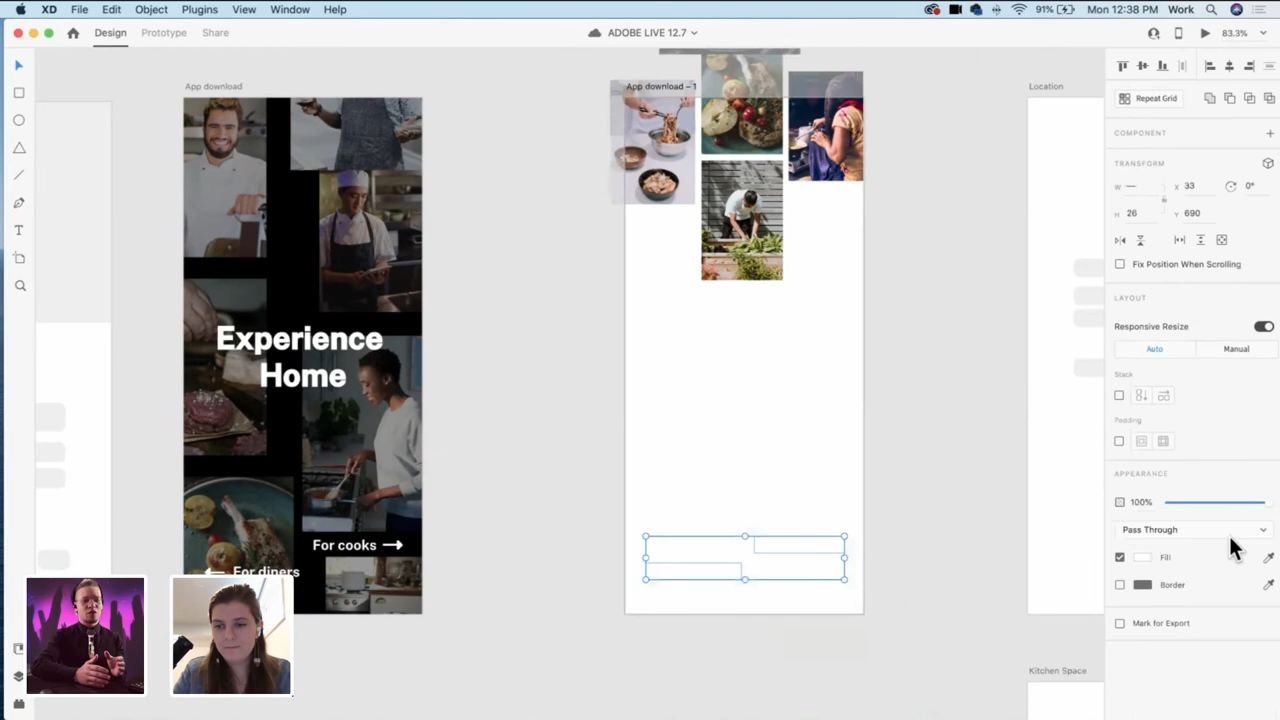 XD File Edit Object Plugins View Window Help
91% Mon 12:38 PM Work
Design Prototype Share
ADOBE LIVE 12.7
83.3%
App download
App download – 1
Location
Repeat Grid
COMPONENT
TRANSFORM
W — X 33 0°
H 26 Y 690
Fix Position When Scrolling
LAYOUT
Responsive Resize
Auto Manual
Stack
Padding
APPEARANCE
100%
Pass Through
Fill
Border
Mark for Export
Experience
Home
For cooks
For diners
Kitchen Space